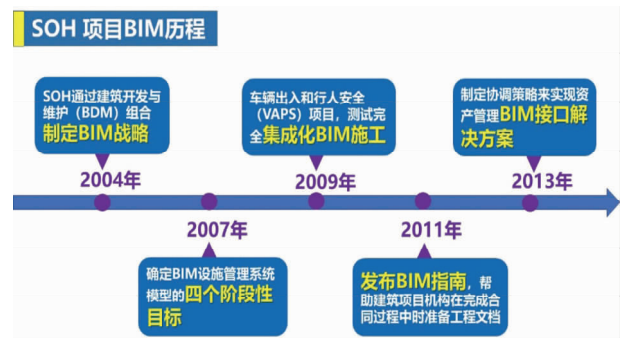 SOH 项目BIM历程
SOH通过建筑开发与
维护（BDM）组合
制定BIM战略
2004年
确定BIM设施管理系统
模型的四个阶段性
目标
2007年
车辆出入和行人安全
（VAPS）项目，测试完
全集成化BIM施工
2009年
发布BIM指南，帮
助建筑项目机构在完成合
同过程中时准备工程文档
2011年
制定协调策略来实现资
产管理BIM接口解
决方案
2013年